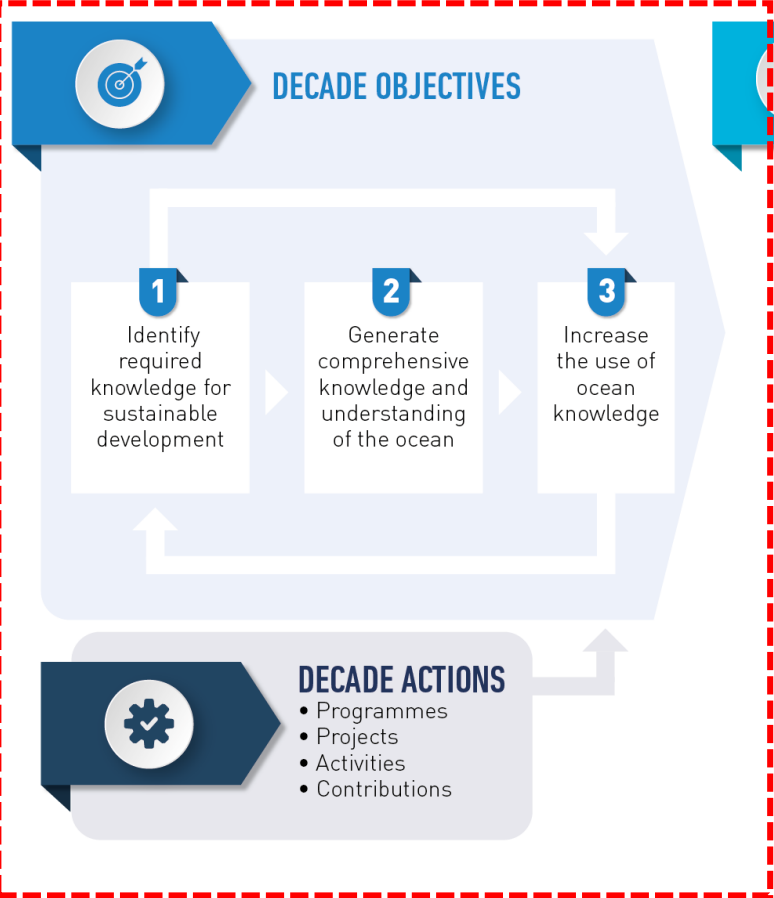 DECADE OBJECTIVES
1
Identify
required
knowledge for
sustainable
development
2
Generate
comprehensive
knowledge and
understanding
of the ocean
3
Increase
the use of
ocean
knowledge
DECADE ACTIONS
• Programmes
• Projects
• Activities
• Contributions